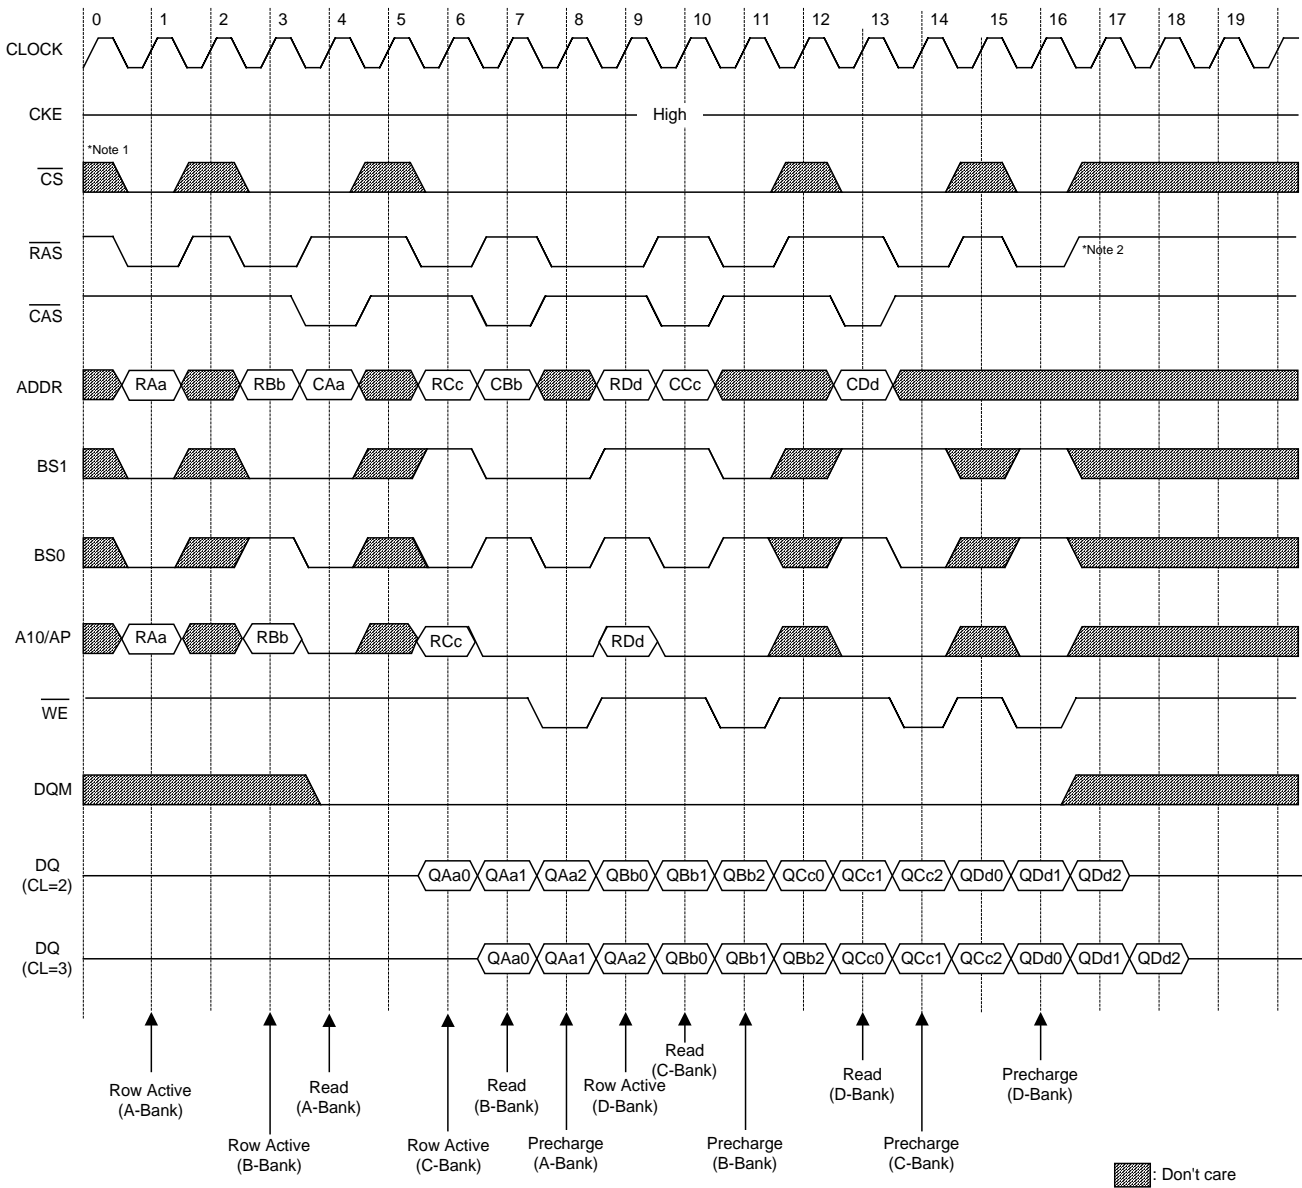 0 1 2 3 4 5 6 7 8 9 10 11 12 13 14 15 16 17 18 19
CLOCK
CKE High
*Note 1
CS
RAS *Note 2
CAS
ADDR RAa RBb CAa RCc CBb RDd CCc CDd
BS1
BS0
A10/AP RAa RBb RCc RDd
WE
DQM
DQ
(CL=2) QAa0 QAa1 QAa2 QBb0 QBb1 QBb2 QCc0 QCc1 QCc2 QDd0 QDd1 QDd2
DQ
(CL=3) QAa0 QAa1 QAa2 QBb0 QBb1 QBb2 QCc0 QCc1 QCc2 QDd0 QDd1 QDd2
Row Active
(A-Bank)
Row Active
(B-Bank)
Read
(A-Bank)
Row Active
(C-Bank)
Read
(B-Bank)
Precharge
(A-Bank)
Row Active
(D-Bank)
Read
(C-Bank)
Precharge
(B-Bank)
Read
(D-Bank)
Precharge
(C-Bank)
Precharge
(D-Bank)
: Don't care